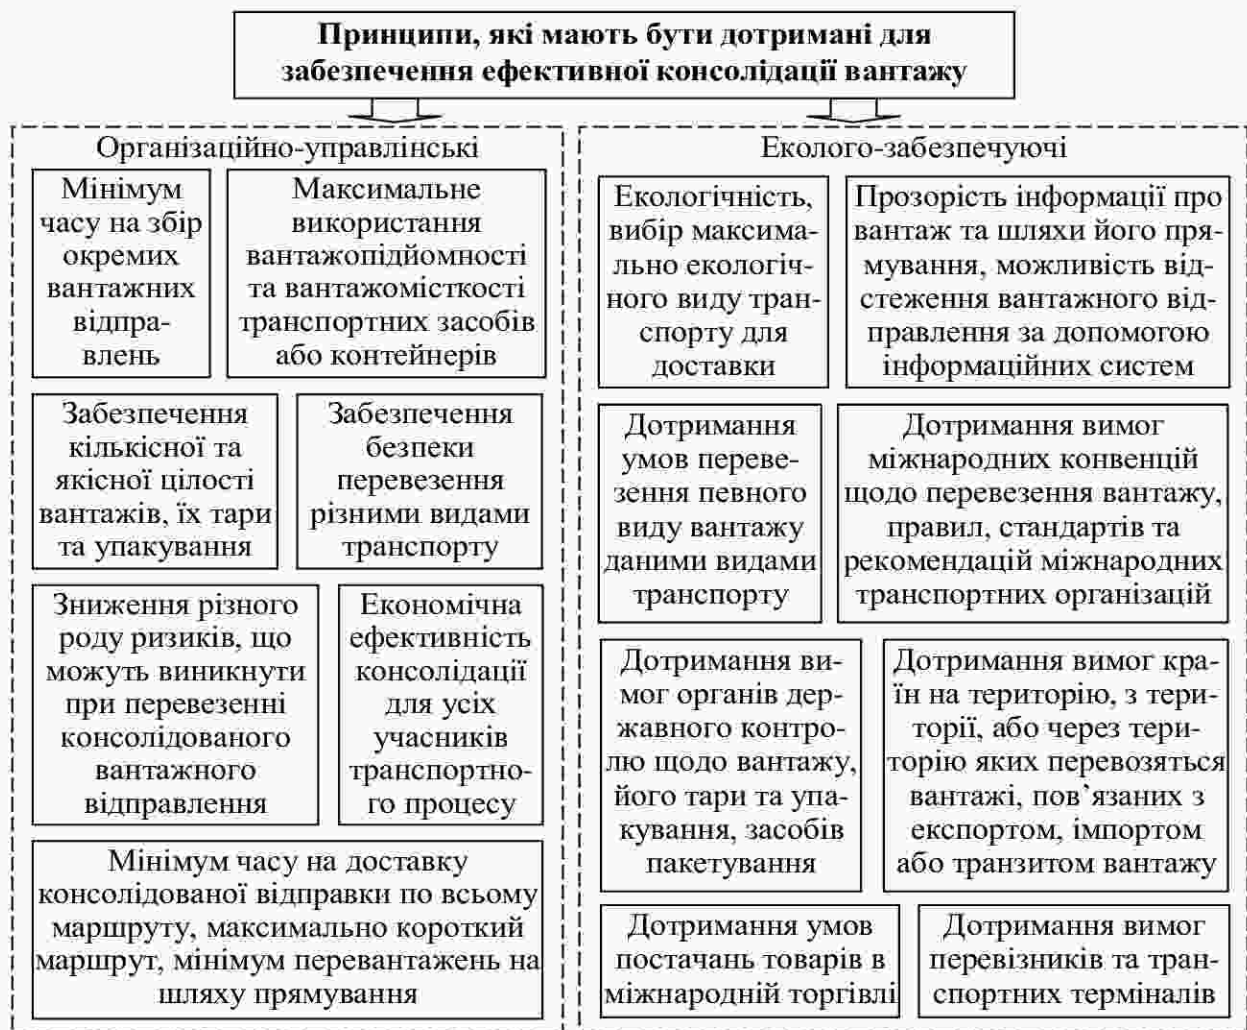 Принципи, які мають бути дотримані для
забезпечення ефективної консолідації вантажу
Організаційно-управлінські
Мінімум
часу на збір
окремих
вантажних
відпра-
влень
Максимальне
використання
вантажопідйомності
та вантажомісткості
транспортних засобів
або контейнерів
Забезпечення
кількісної та
якісної цілості
вантажів, їх тари
та упакування
Забезпечення
безпеки
перевезення
різними видами
транспорту
Зниження різного
роду ризиків, що
можуть виникнути
при перевезенні
консолідованого
вантажного
відправлення
Економічна
ефективність
консолідації
для усіх
учасників
транспортно-
го процесу
Мінімум часу на доставку
консолідованої відправки по всьому
маршруту, максимально короткий
маршрут, мінімум перевантажень на
шляху прямування
Еколого-забезпечуючі
Екологічність,
вибір максима-
льно екологіч-
ного виду тран-
спорту для
доставки
Прозорість інформації про
вантаж та шляхи його пря-
мування, можливість від-
стеження вантажного від-
правлення за допомогою
інформаційних систем
Дотримання
умов переве-
зення певного
виду вантажу
даними видами
транспорту
Дотримання вимог
міжнародних конвенцій
щодо перевезення вантажу,
правил, стандартів та
рекомендацій міжнародних
транспортних організацій
Дотримання ви-
мог органів дер-
жавного контро-
лю щодо вантажу,
його тари та упа-
кування, засобів
пакетування
Дотримання вимог кра-
їн на територію, з тери-
торії, або через тери-
торію яких перевозяться
вантажі, пов’язаних з
експортом, імпортом
або транзитом вантажу
Дотримання умов
постачань товарів в
міжнародній торгівлі
Дотримання вимог
перевізників та тран-
спортних терміналів